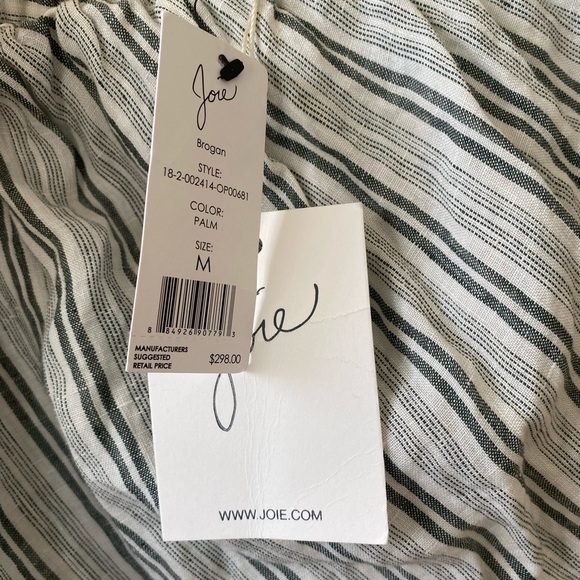 Joie
Brogan
STYLE:
18-2-002414-OP00681
COLOR:
PALM
SIZE:
M
8 84926 90779 3
MANUFACTURERS
SUGGESTED
RETAIL PRICE
$298.00
Joie
WWW.JOIE.COM